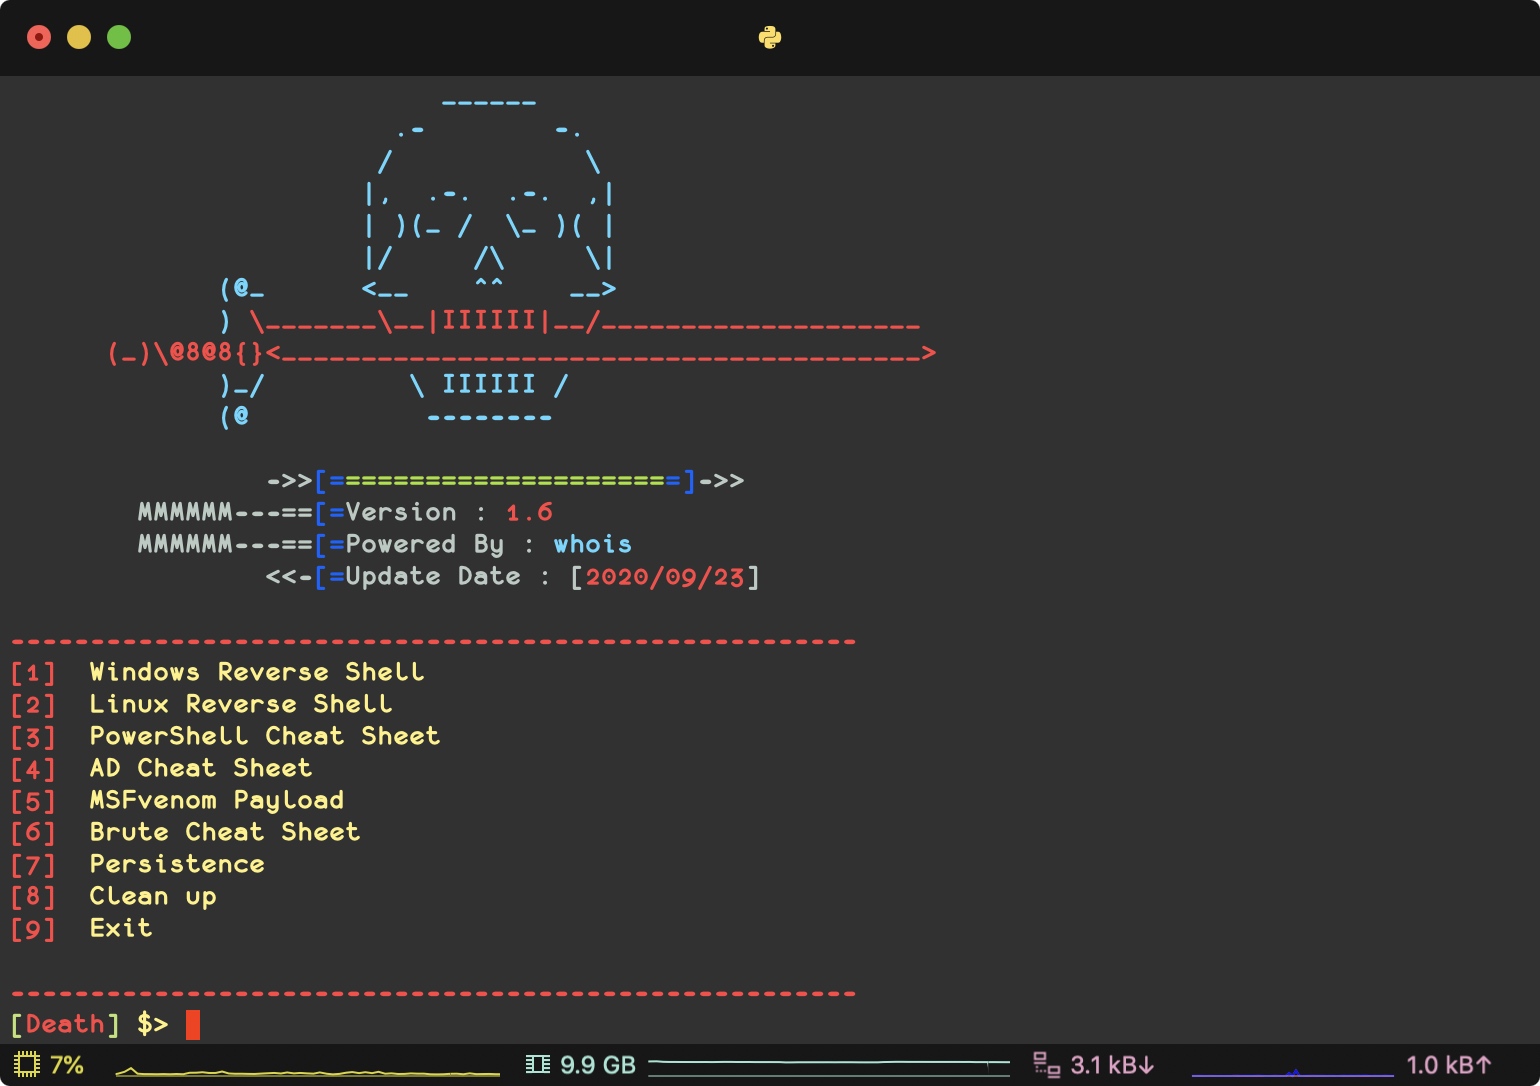 ------
.-                -.
/                        \
|,   .-.  .-.   ,|
| )(_ /  \_ )( |
|/     /\     \|
(@_      <__    ^^    __>
) \_______\__|IIIIII|__/____________________
(_)\@8@8{}<________________________________________>
)_/         \ IIIIII /
(@           --------
->>[======================]->>
MMMMMM---==[=Version : 1.6
MMMMMM---==[=Powered By : whois
<<-[=Update Date : [2020/09/23]
-----------------------------------------------------
[1]  Windows Reverse Shell
[2]  Linux Reverse Shell
[3]  PowerShell Cheat Sheet
[4]  AD Cheat Sheet
[5]  MSFvenom Payload
[6]  Brute Cheat Sheet
[7]  Persistence
[8]  Clean up
[9]  Exit
-----------------------------------------------------
[Death] $>
7% 9.9 GB 3.1 kB↓ 1.0 kB↑